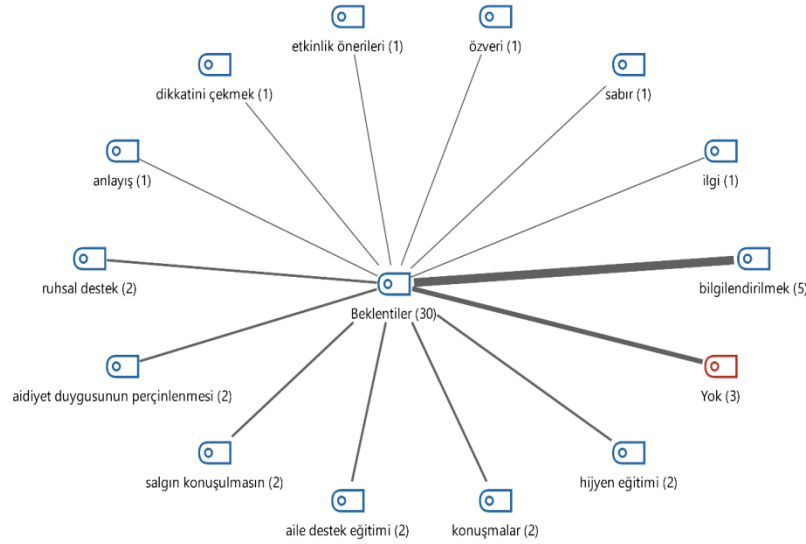 etkinlik önerileri (1)
özveri (1)
dikkatini çekmek (1)
sabır (1)
anlayış (1)
ilgi (1)
ruhsal destek (2)
bilgilendirilmek (5)
Beklentiler (30)
aidiyet duygusunun perçinlenmesi (2)
Yok (3)
salgın konuşulmasın (2)
hijyen eğitimi (2)
aile destek eğitimi (2)
konuşmalar (2)